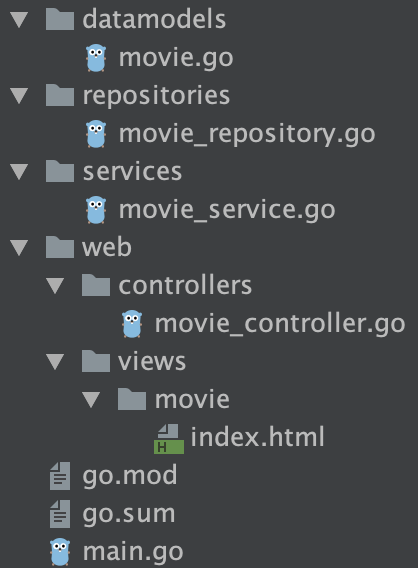 datamodels
movie.go
repositories
movie_repository.go
services
movie_service.go
web
controllers
movie_controller.go
views
movie
H index.html
go.mod
go.sum
main.go